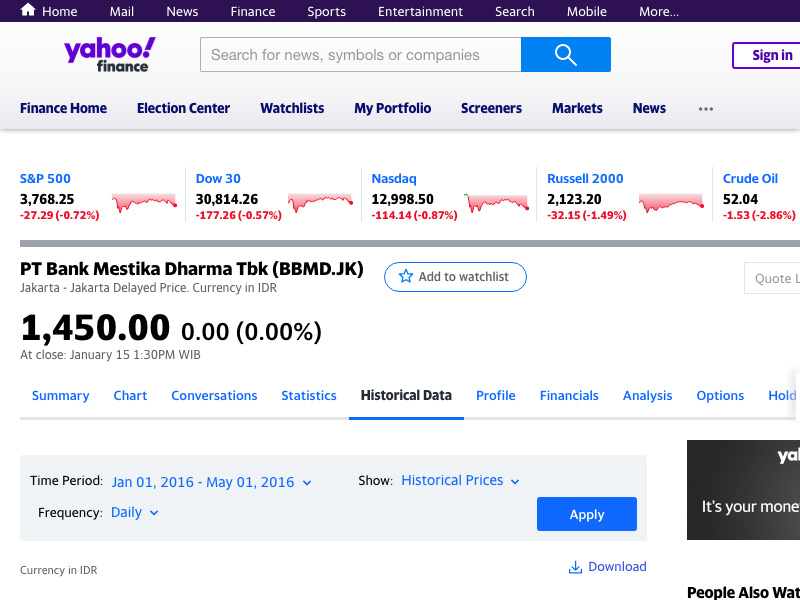 Home Mail News Finance Sports Entertainment Search Mobile More...
yahoo!
finance
Search for news, symbols or companies
Sign in
Finance Home Election Center Watchlists My Portfolio Screeners Markets News
S&P 500 Dow 30 Nasdaq Russell 2000 Crude Oil
3,768.25 30,814.26 12,998.50 2,123.20 52.04
-27.29 (-0.72%) -177.26 (-0.57%) -114.14 (-0.87%) -32.15 (-1.49%) -1.53 (-2.86%)
PT Bank Mestika Dharma Tbk (BBMD.JK)
Add to watchlist
Quote L
Jakarta - Jakarta Delayed Price. Currency in IDR
1,450.00 0.00 (0.00%)
At close: January 15 1:30PM WIB
Summary Chart Conversations Statistics Historical Data Profile Financials Analysis Options Hold
Time Period: Jan 01, 2016 - May 01, 2016 Show: Historical Prices
Frequency: Daily
Apply
Currency in IDR
Download
yal
It's your money
People Also Wat